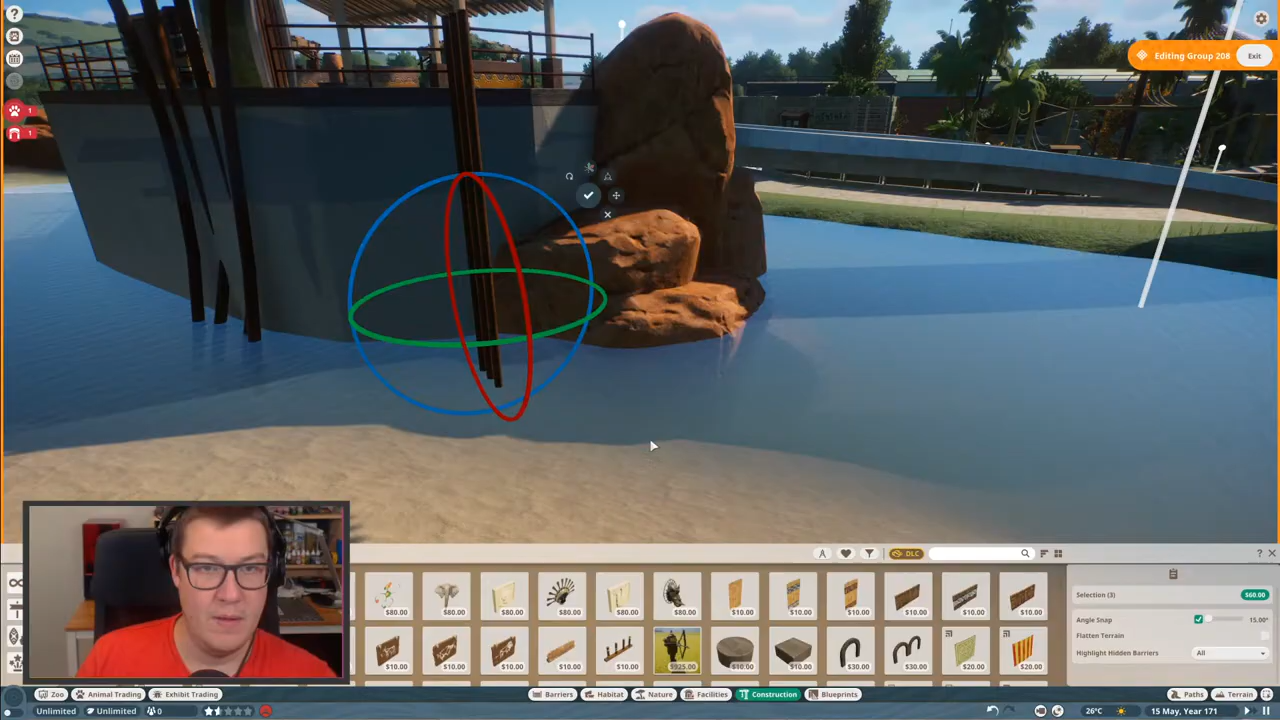 ?
Editing Group 208
Exit
1
1
DLC
? ×
$80.00 $80.00 $80.00 $80.00 $80.00 $80.00 $10.00 $10.00 $10.00 $10.00 $10.00 $10.00
$10.00 $10.00 $10.00 $10.00 $10.00 $925.00 $10.00 $10.00 $30.00 $30.00 $20.00 $20.00
Selection (3) $60.00
Angle Snap 15.00°
Flatten Terrain
Highlight Hidden Barriers All
Zoo Animal Trading Exhibit Trading Barriers Habitat Nature Facilities Construction Blueprints Paths Terrain
Unlimited Unlimited 0 26°C 15 May, Year 171